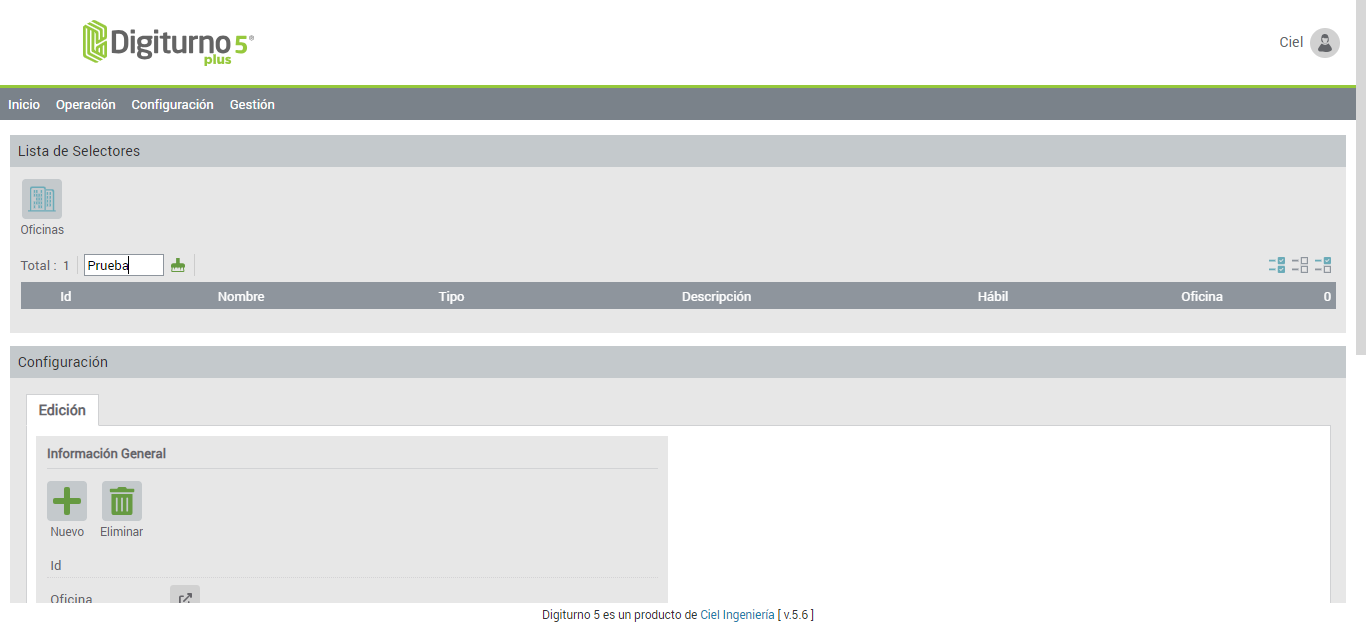 Digiturno 5®
plus
Ciel
Inicio Operación Configuración Gestión
Lista de Selectores
Oficinas
Total : 1 Prueba
Id Nombre Tipo Descripción Hábil Oficina 0
Configuración
Edición
Información General
Nuevo Eliminar
Id
Oficina
Digiturno 5 es un producto de Ciel Ingeniería [ v.5.6 ]